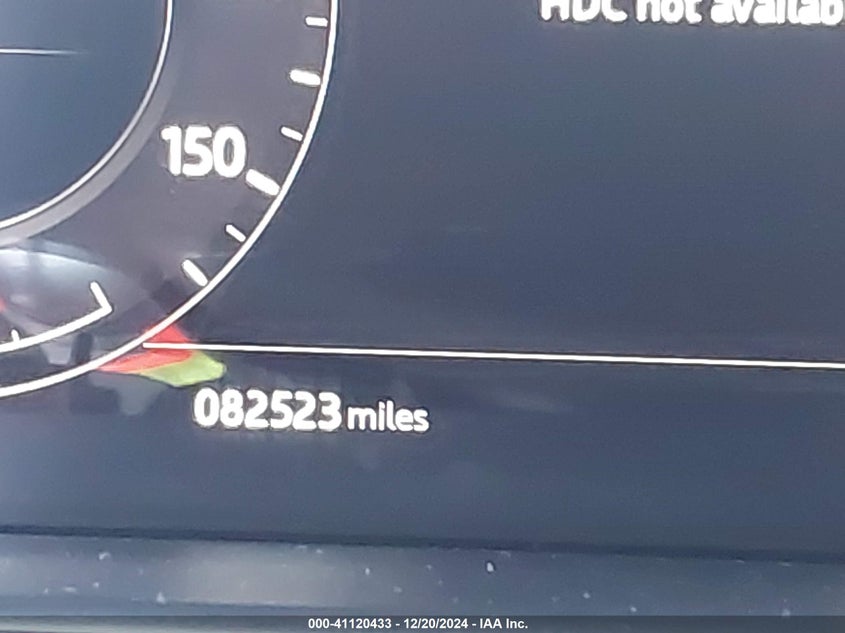 HDC not availab
150
082523 miles
000-41120433 - 12/20/2024 - IAA Inc.